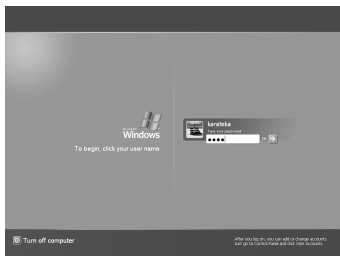 Microsoft
Windows
To begin, click your user name
karateka
Type your password
Turn off computer
After you log on, you can add or change accounts.
Just go to Control Panel and click User Accounts.